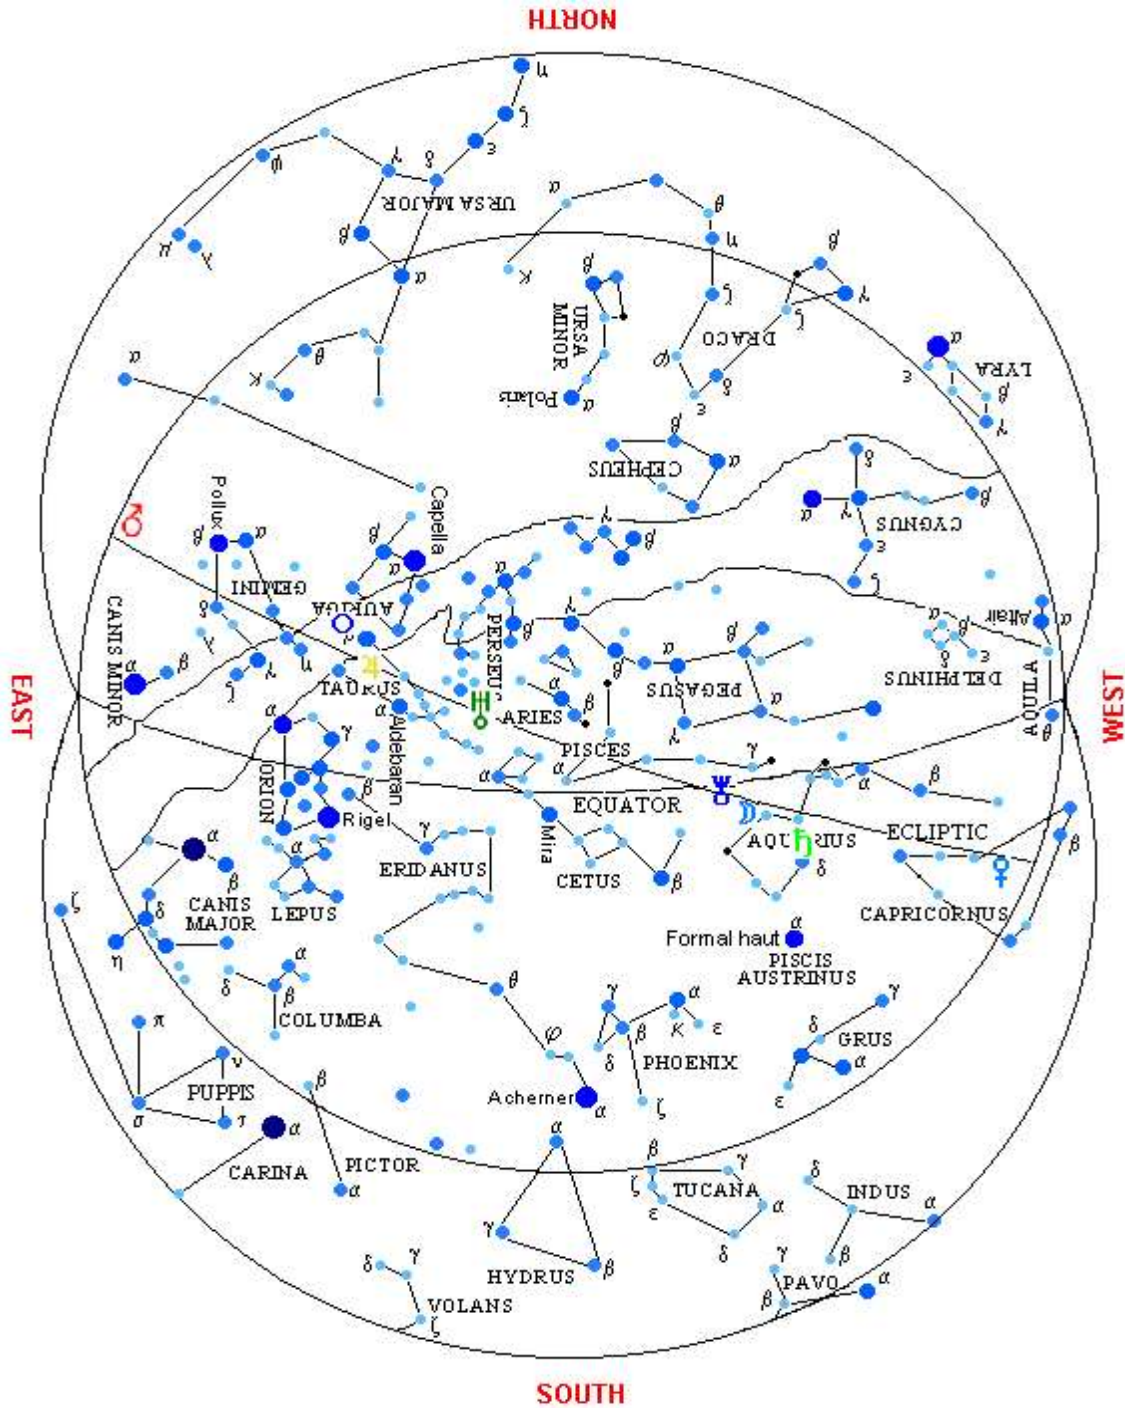 NORTH
η
ζ
ε
ψ
γ
δ
URSA MAJOR
α
θ
η
μ
λ
β
α
κ
β
β
γ
ζ
ζ
URSA
MINOR
DRACO
α
LYRA
ε
β
γ
α
θ
κ
φ
δ
ε
Polaris
α
β
CEPHEUS
α
δ
β
α
γ
CYGNUS
ε
ζ
Pollux
β
α
♂
Capella
α
γ
β
GEMINI
AURIGA
α
PERSEUS
β
γ
δ
λ
η
ζ
γ
CANIS MINOR
α
β
β
β
α
β
δ
ε
DELPHINUS
Altair
α
AQUILA
θ
EAST
WEST
TAURUS
♃
α
Aldebaran
♅
α
β
ARIES
PISCES
PEGASUS
γ
α
α
γ
ORION
β
Rigel
α
α
γ
EQUATOR
Mira
♆
α
β
ECLIPTIC
AQUARIUS
♄
δ
♀
β
CAPRICORNUS
γ
ERIDANUS
CETUS
β
α
β
CANIS
MAJOR
δ
η
α
LEPUS
ζ
α
Formal haut
PISCIS
AUSTRINUS
δ
α
β
COLUMBA
θ
φ
γ
α
β
κ
ε
δ
PHOENIX
ζ
γ
δ
GRUS
α
ε
π
ν
PUPPIS
σ
τ
β
Acherner
α
α
CARINA
PICTOR
α
α
γ
β
HYDRUS
β
γ
ζ
TUCANA
ε
α
δ
δ
INDUS
α
β
δ
γ
VOLANS
ζ
γ
PAVO
α
β
SOUTH